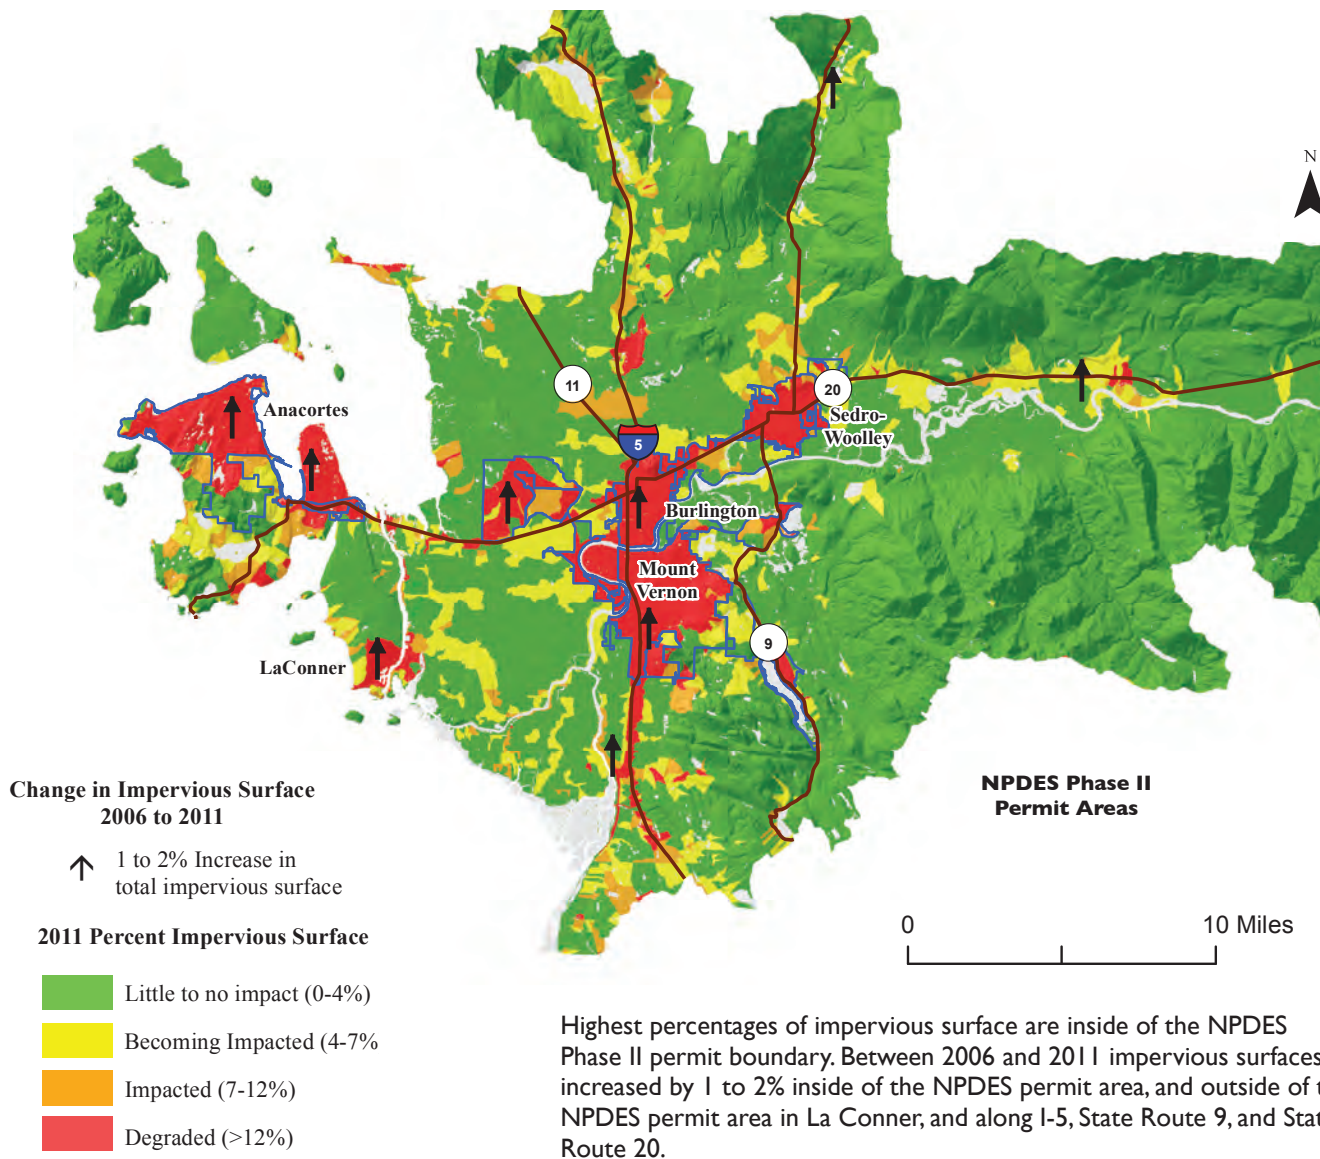 N
11
20
5
9
Anacortes
Sedro-
Woolley
Burlington
Mount
Vernon
LaConner
NPDES Phase II
Permit Areas
Change in Impervious Surface
2006 to 2011
1 to 2% Increase in
total impervious surface
2011 Percent Impervious Surface
Little to no impact (0-4%)
Becoming Impacted (4-7%
Impacted (7-12%)
Degraded (>12%)
0 10 Miles
Highest percentages of impervious surface are inside of the NPDES
Phase II permit boundary. Between 2006 and 2011 impervious surfaces
increased by 1 to 2% inside of the NPDES permit area, and outside of t
NPDES permit area in La Conner, and along I-5, State Route 9, and Stat
Route 20.